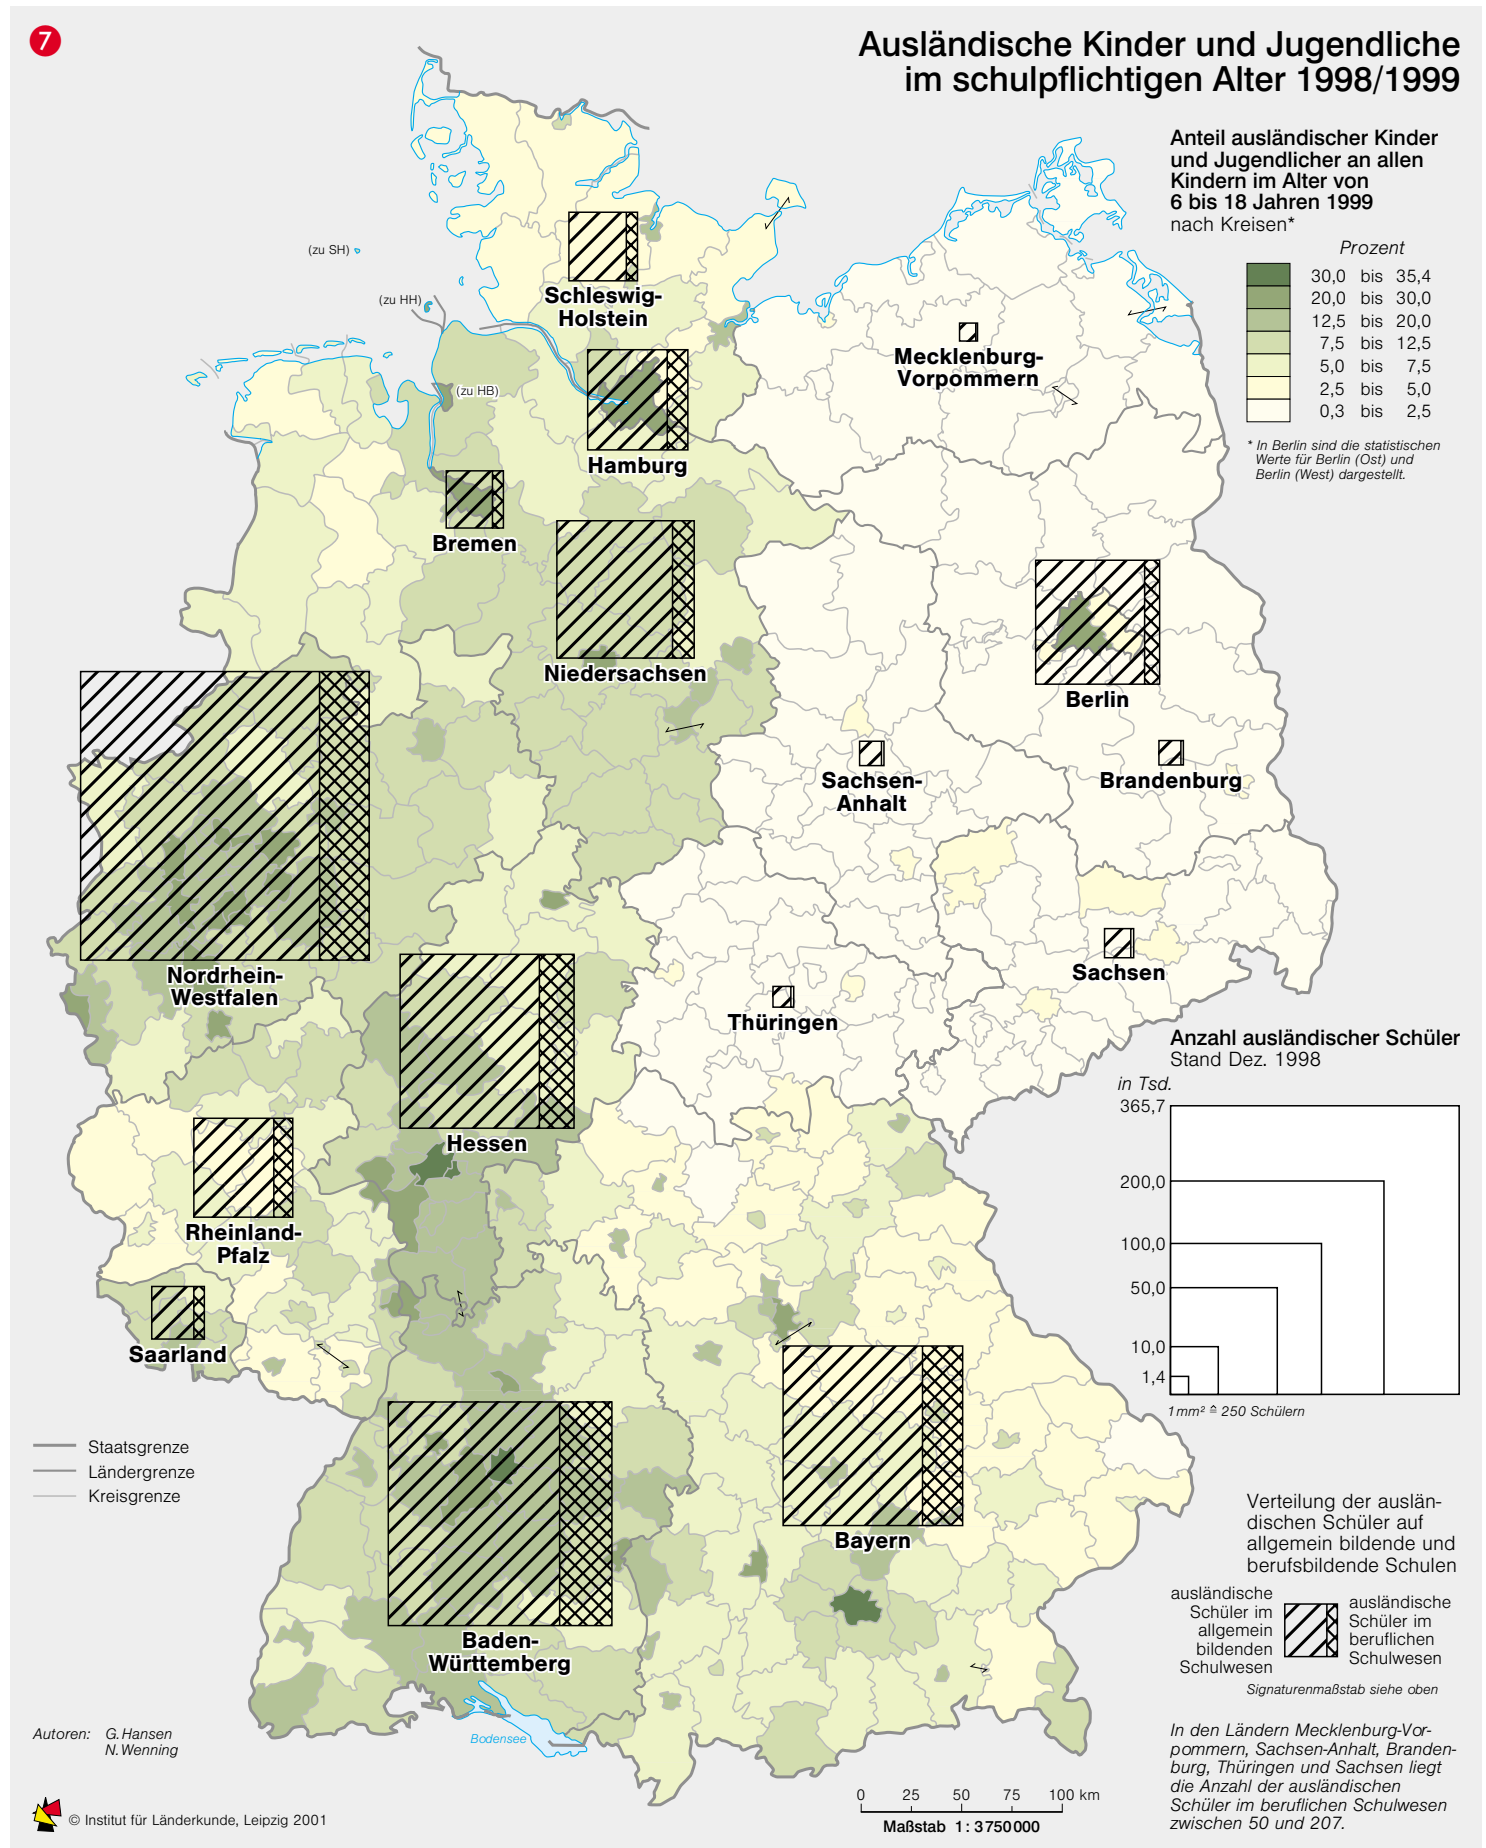 7
Ausländische Kinder und Jugendliche
im schulpflichtigen Alter 1998/1999
Anteil ausländischer Kinder
und Jugendlicher an allen
Kindern im Alter von
6 bis 18 Jahren 1999
nach Kreisen*
Prozent
30,0 bis 35,4
20,0 bis 30,0
12,5 bis 20,0
7,5 bis 12,5
5,0 bis 7,5
2,5 bis 5,0
0,3 bis 2,5
* In Berlin sind die statistischen
Werte für Berlin (Ost) und
Berlin (West) dargestellt.
(zu SH)
(zu HH)
(zu HB)
Schleswig-
Holstein
Mecklenburg-
Vorpommern
Hamburg
Bremen
Niedersachsen
Berlin
Sachsen-
Anhalt
Brandenburg
Nordrhein-
Westfalen
Sachsen
Thüringen
Hessen
Rheinland-
Pfalz
Saarland
Bayern
Baden-
Württemberg
Bodensee
Anzahl ausländischer Schüler
Stand Dez. 1998
in Tsd.
365,7
200,0
100,0
50,0
10,0
1,4
1mm² ≙ 250 Schülern
Staatsgrenze
Ländergrenze
Kreisgrenze
Verteilung der auslän-
dischen Schüler auf
allgemein bildende und
berufsbildende Schulen
ausländische
Schüler im
allgemein
bildenden
Schulwesen
ausländische
Schüler im
beruflichen
Schulwesen
Signaturenmaßstab siehe oben
In den Ländern Mecklenburg-Vor-
pommern, Sachsen-Anhalt, Branden-
burg, Thüringen und Sachsen liegt
die Anzahl der ausländischen
Schüler im beruflichen Schulwesen
zwischen 50 und 207.
Autoren: G. Hansen
N. Wenning
© Institut für Länderkunde, Leipzig 2001
0 25 50 75 100 km
Maßstab 1 : 3750000